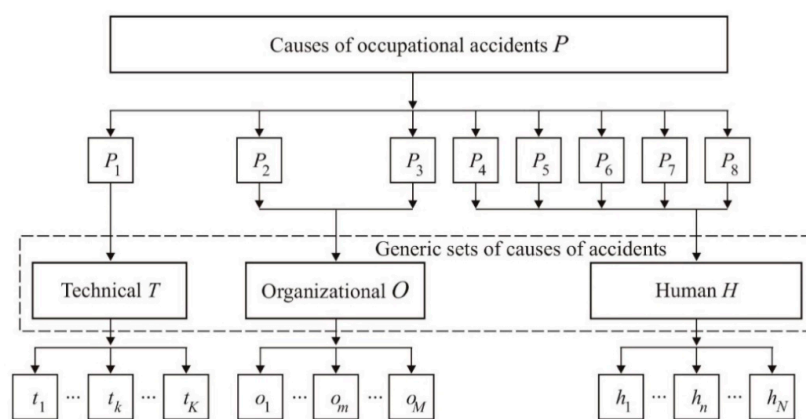 Causes of occupational accidents P
P1 P2 P3 P4 P5 P6 P7 P8
Generic sets of causes of accidents
Technical T Organizational O Human H
t1 ... tk ... tK o1 ... om ... oM h1 ... hn ... hN